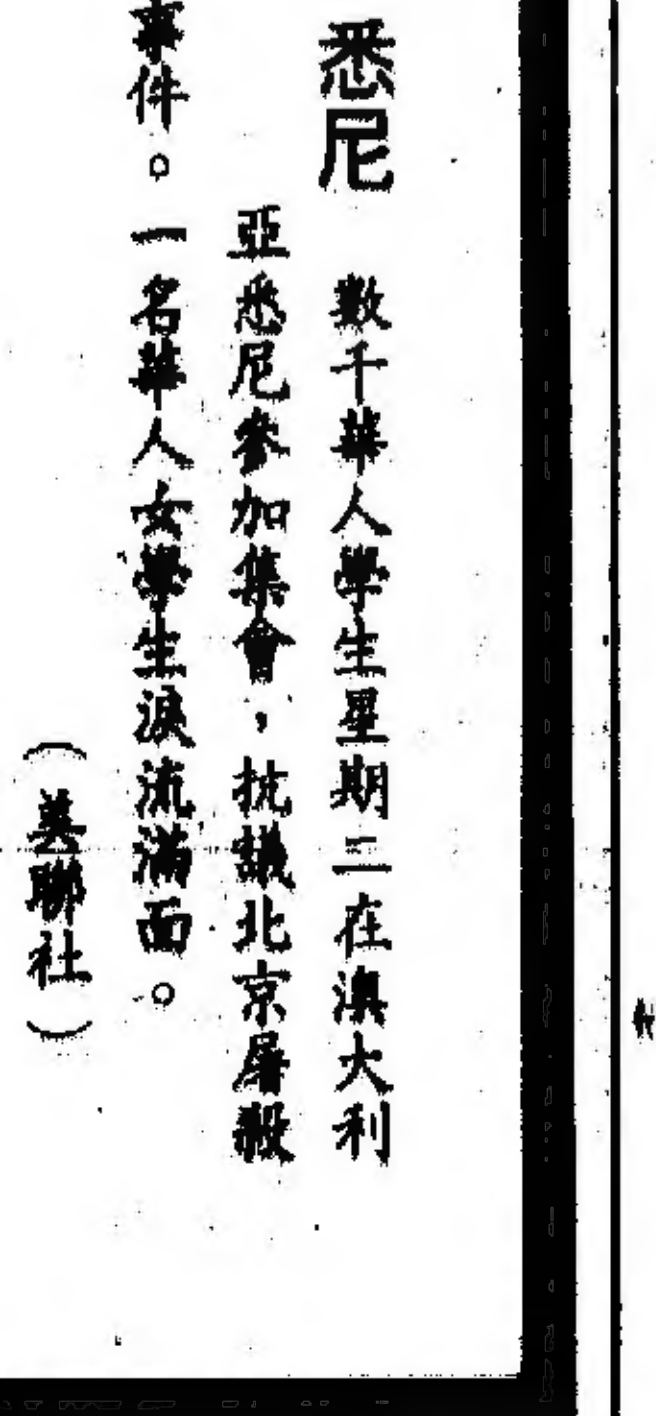 悉尼　數千華人學生星期二在澳大利
亞悉尼參加集會，抗議北京屠殺
事件。一名華人女學生淚流滿面。
（美聯社）